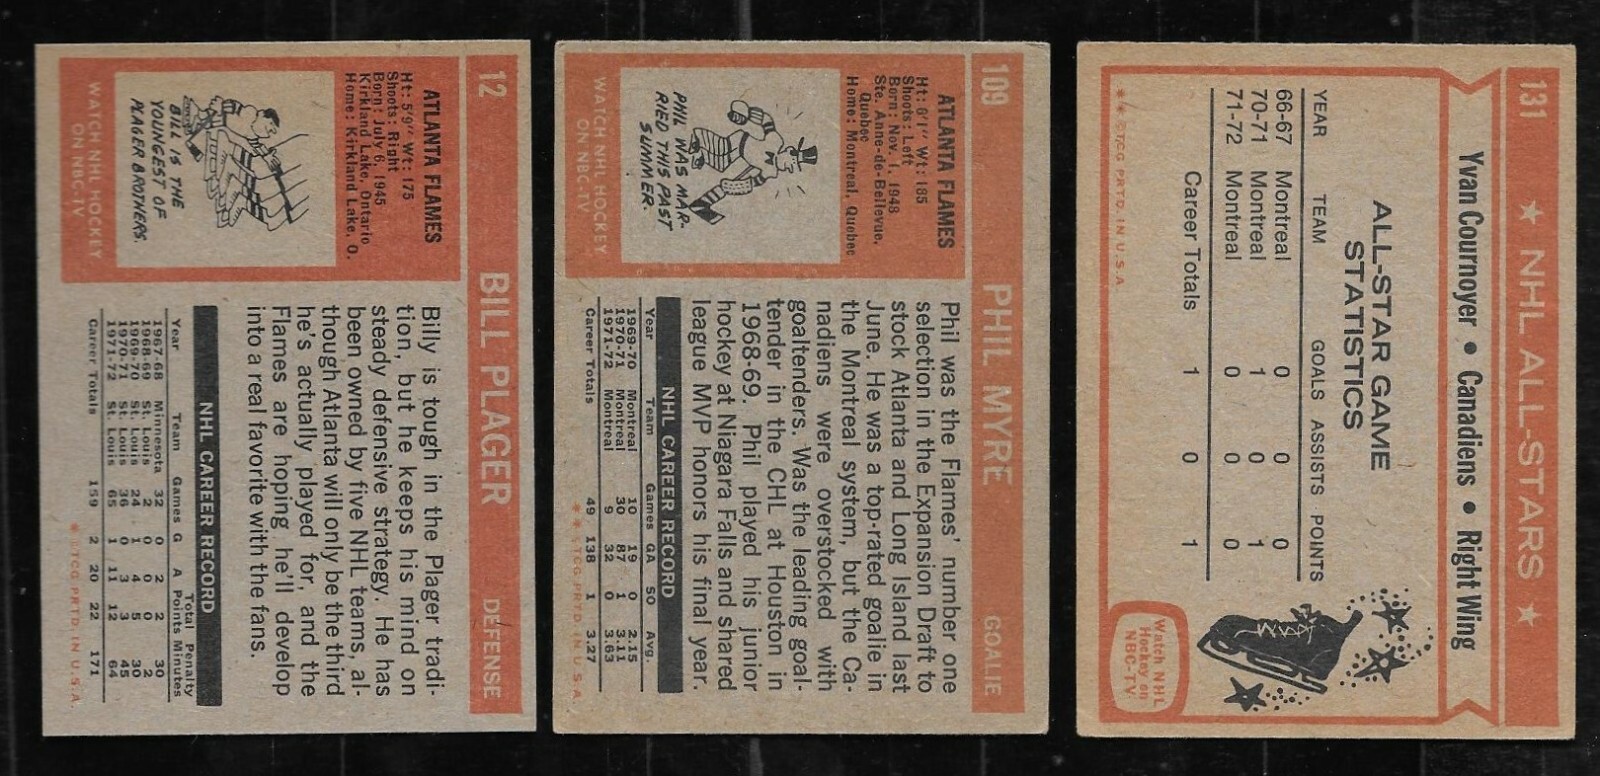 12 BILL PLAGER DEFENSE
ATLANTA FLAMES
Ht: 5'9" Wt: 175
Shoots: Right
Born: July 6, 1945
Kirkland Lake, Ontario
Home: Kirkland Lake, O.
BILL IS THE
YOUNGEST OF
PLAGER BROTHERS.
WATCH NHL HOCKEY
ON NBC-TV
Billy is tough in the Plager tradi-
tion, but he keeps his mind on
steady defensive strategy. He has
been owned by five NHL teams, al-
though Atlanta will only be the third
he's actually played for, and the
Flames are hoping he'll develop
into a real favorite with the fans.
NHL CAREER RECORD
Total Penalty
Year Team Games G A Points Minutes
1967-68 Minnesota 32 0 2 2 30
1968-69 St. Louis 2 0 0 0 2
1969-70 St. Louis 24 1 4 5 30
1970-71 St. Louis 36 0 3 3 45
1971-72 St. Louis 65 1 11 12 64
Career Totals 159 2 20 22 171
* ©TCG PRTD. IN U.S.A.
109 PHIL MYRE GOALIE
ATLANTA FLAMES
Ht: 6'1" Wt: 185
Shoots: Left
Born: Nov. 1, 1948
Ste. Anne-de-Bellevue,
Quebec
Home: Montreal, Quebec
PHIL WAS MAR-
RIED THIS PAST
SUMMER.
WATCH NHL HOCKEY
ON NBC-TV
Phil was the Flames' number one
selection in the Expansion Draft to
stock Atlanta and Long Island last
June. He was a top-rated goalie in
the Montreal system, but the Ca-
nadiens were overstocked with
goaltenders. Was the leading goal-
tender in the CHL at Houston in
1968-69. Phil played his junior
hockey at Niagara Falls and shared
league MVP honors his final year.
NHL CAREER RECORD
Year Team Games GA SO Avg.
1969-70 Montreal 10 19 0 2.15
1970-71 Montreal 30 87 1 3.11
1971-72 Montreal 9 32 0 3.63
Career Totals 49 138 1 3.27
** ©TCG PRTD. IN U.S.A.
131 ★ NHL ALL-STARS ★
Yvan Cournoyer • Canadiens • Right Wing
ALL-STAR GAME
STATISTICS
YEAR TEAM GOALS ASSISTS POINTS
66-67 Montreal 0 0 0
70-71 Montreal 1 0 1
71-72 Montreal 0 0 0
Career Totals 1 0 1
Watch NHL
Hockey on
NBC-TV
** ©TCG PRTD. IN U.S.A.